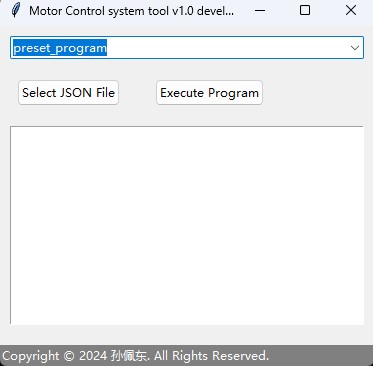 Motor Control system tool v1.0 devel...
preset_program
Select JSON File
Execute Program
Copyright © 2024 孙佩东. All Rights Reserved.